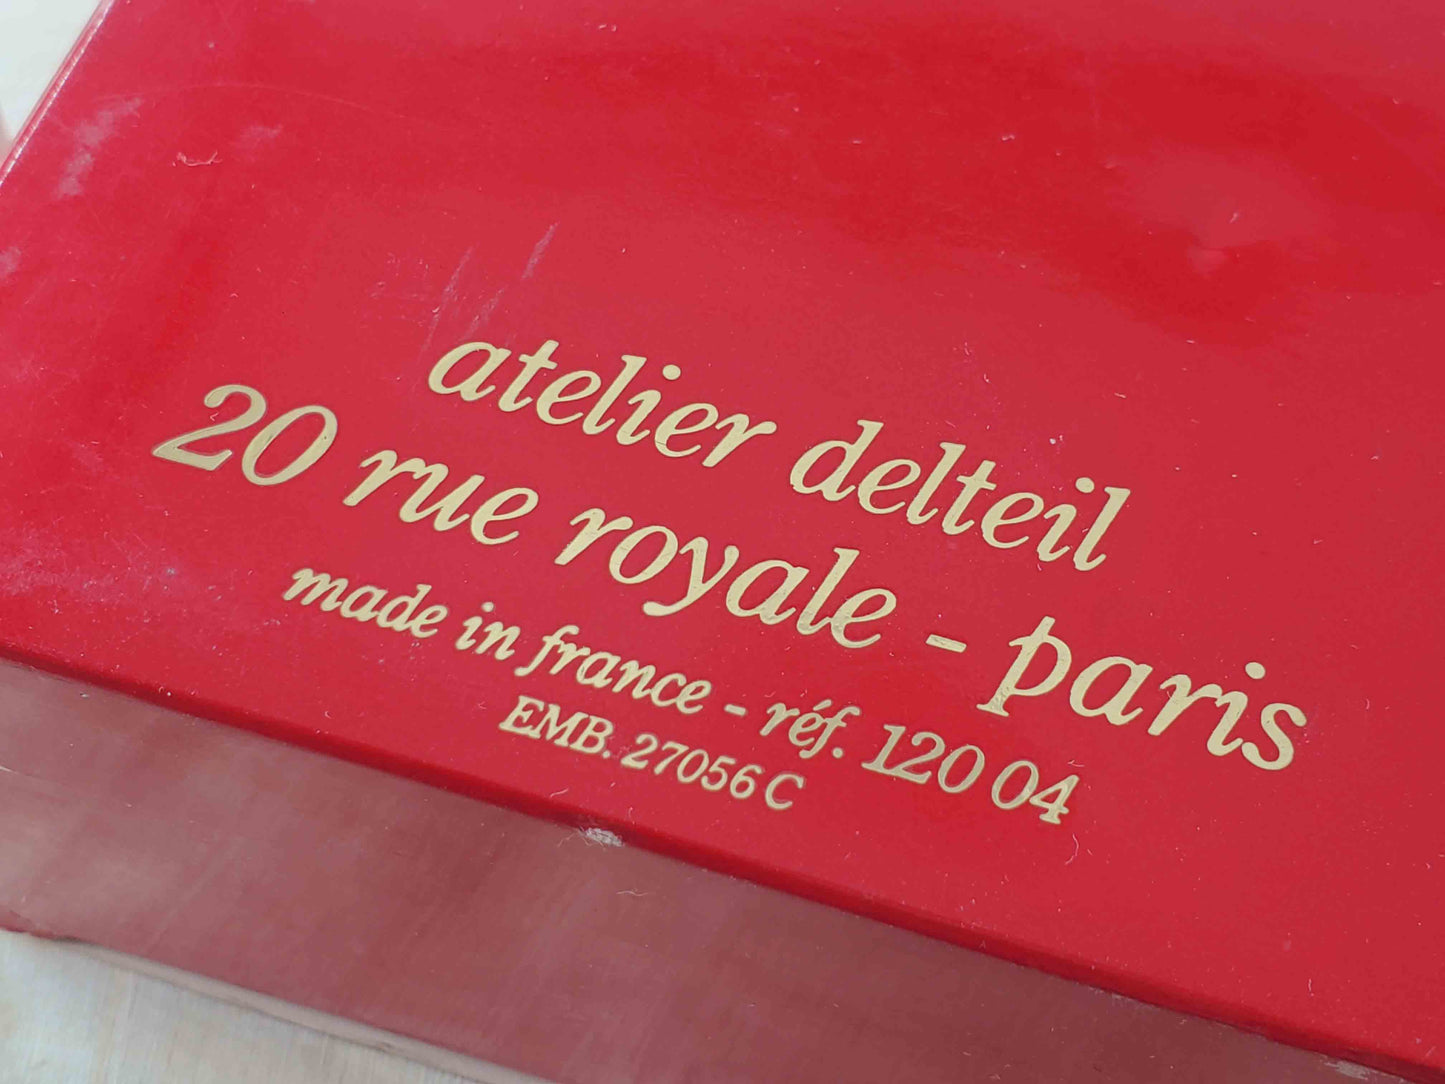 atelier delteil
20 rue royale - paris
made in france - réf. 120 04
EMB. 27056 C